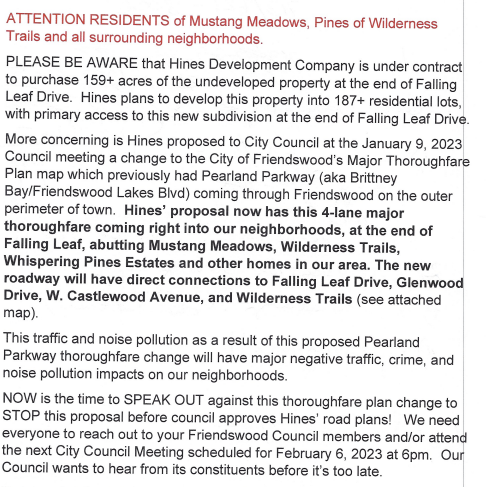 ATTENTION RESIDENTS of Mustang Meadows, Pines of Wilderness
Trails and all surrounding neighborhoods.
PLEASE BE AWARE that Hines Development Company is under contract
to purchase 159+ acres of the undeveloped property at the end of Falling
Leaf Drive.  Hines plans to develop this property into 187+ residential lots,
with primary access to this new subdivision at the end of Falling Leaf Drive.
More concerning is Hines proposed to City Council at the January 9, 2023
Council meeting a change to the City of Friendswood's Major Thoroughfare
Plan map which previously had Pearland Parkway (aka Brittney
Bay/Friendswood Lakes Blvd) coming through Friendswood on the outer
perimeter of town.  Hines' proposal now has this 4-lane major
thoroughfare coming right into our neighborhoods, at the end of
Falling Leaf, abutting Mustang Meadows, Wilderness Trails,
Whispering Pines Estates and other homes in our area. The new
roadway will have direct connections to Falling Leaf Drive, Glenwood
Drive, W. Castlewood Avenue, and Wilderness Trails (see attached
map).
This traffic and noise pollution as a result of this proposed Pearland
Parkway thoroughfare change will have major negative traffic, crime, and
noise pollution impacts on our neighborhoods.
NOW is the time to SPEAK OUT against this thoroughfare plan change to
STOP this proposal before council approves Hines' road plans!   We need
everyone to reach out to your Friendswood Council members and/or attend
the next City Council Meeting scheduled for February 6, 2023 at 6pm.  Our
Council wants to hear from its constituents before it's too late.